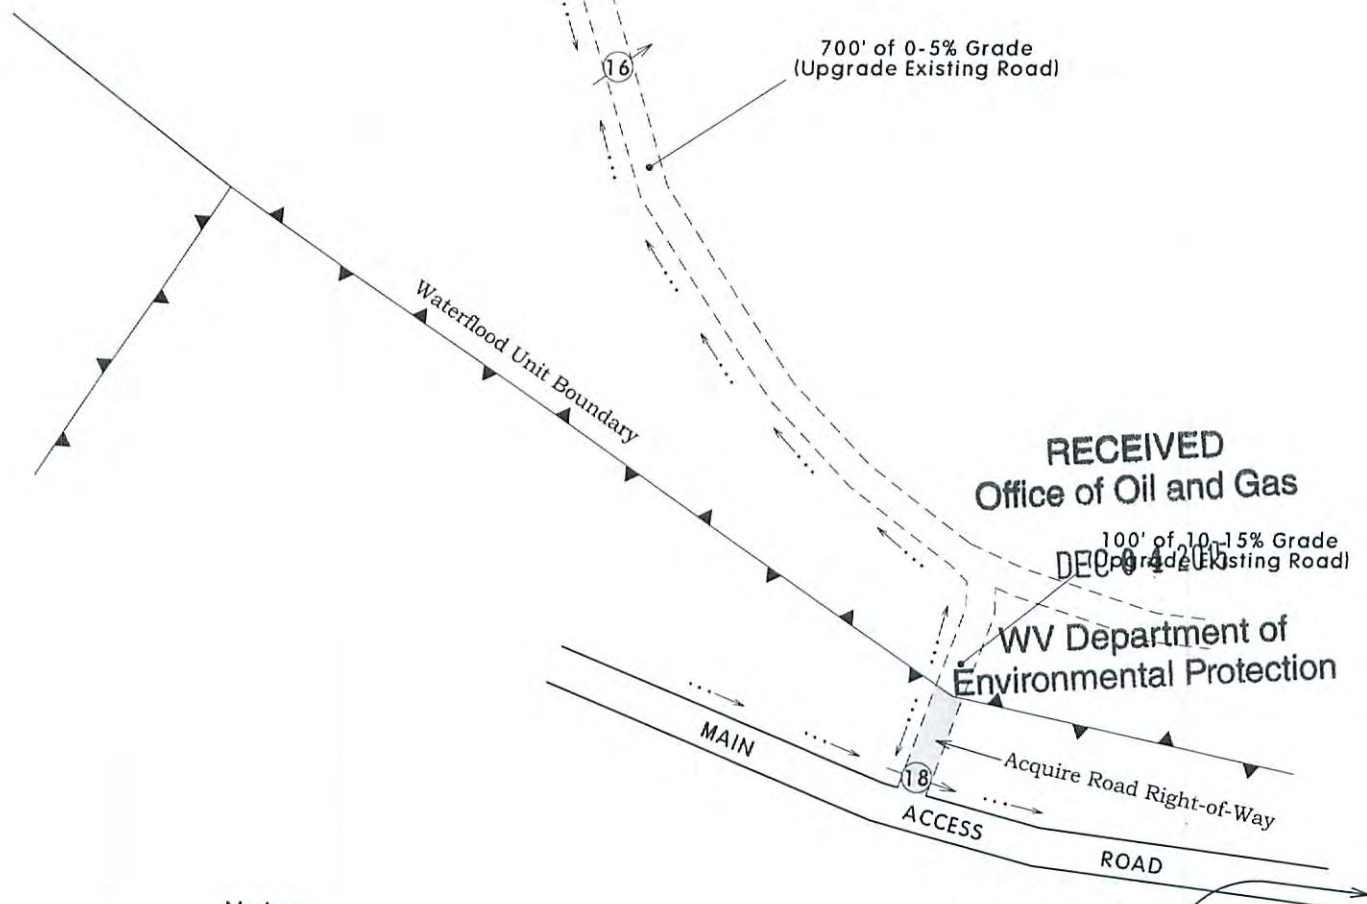 700' of 0-5% Grade
(Upgrade Existing Road)
16
Waterflood Unit Boundary
RECEIVED
Office of Oil and Gas
100' of 10-15% Grade
(Upgrade Existing Road)
DEC 04
WV Department of
Environmental Protection
MAIN
Acquire Road Right-of-Way
18
ACCESS
ROAD